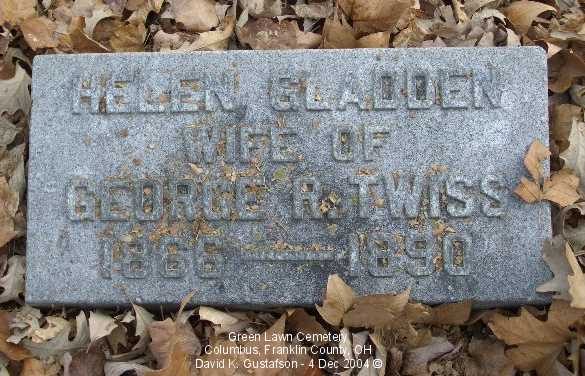 HELEN GLADDEN
WIFE OF
GEORGE R. TWISS
1866 — 1890
Green Lawn Cemetery
Columbus, Franklin County, OH
David K. Gustafson - 4 Dec 2004 ©